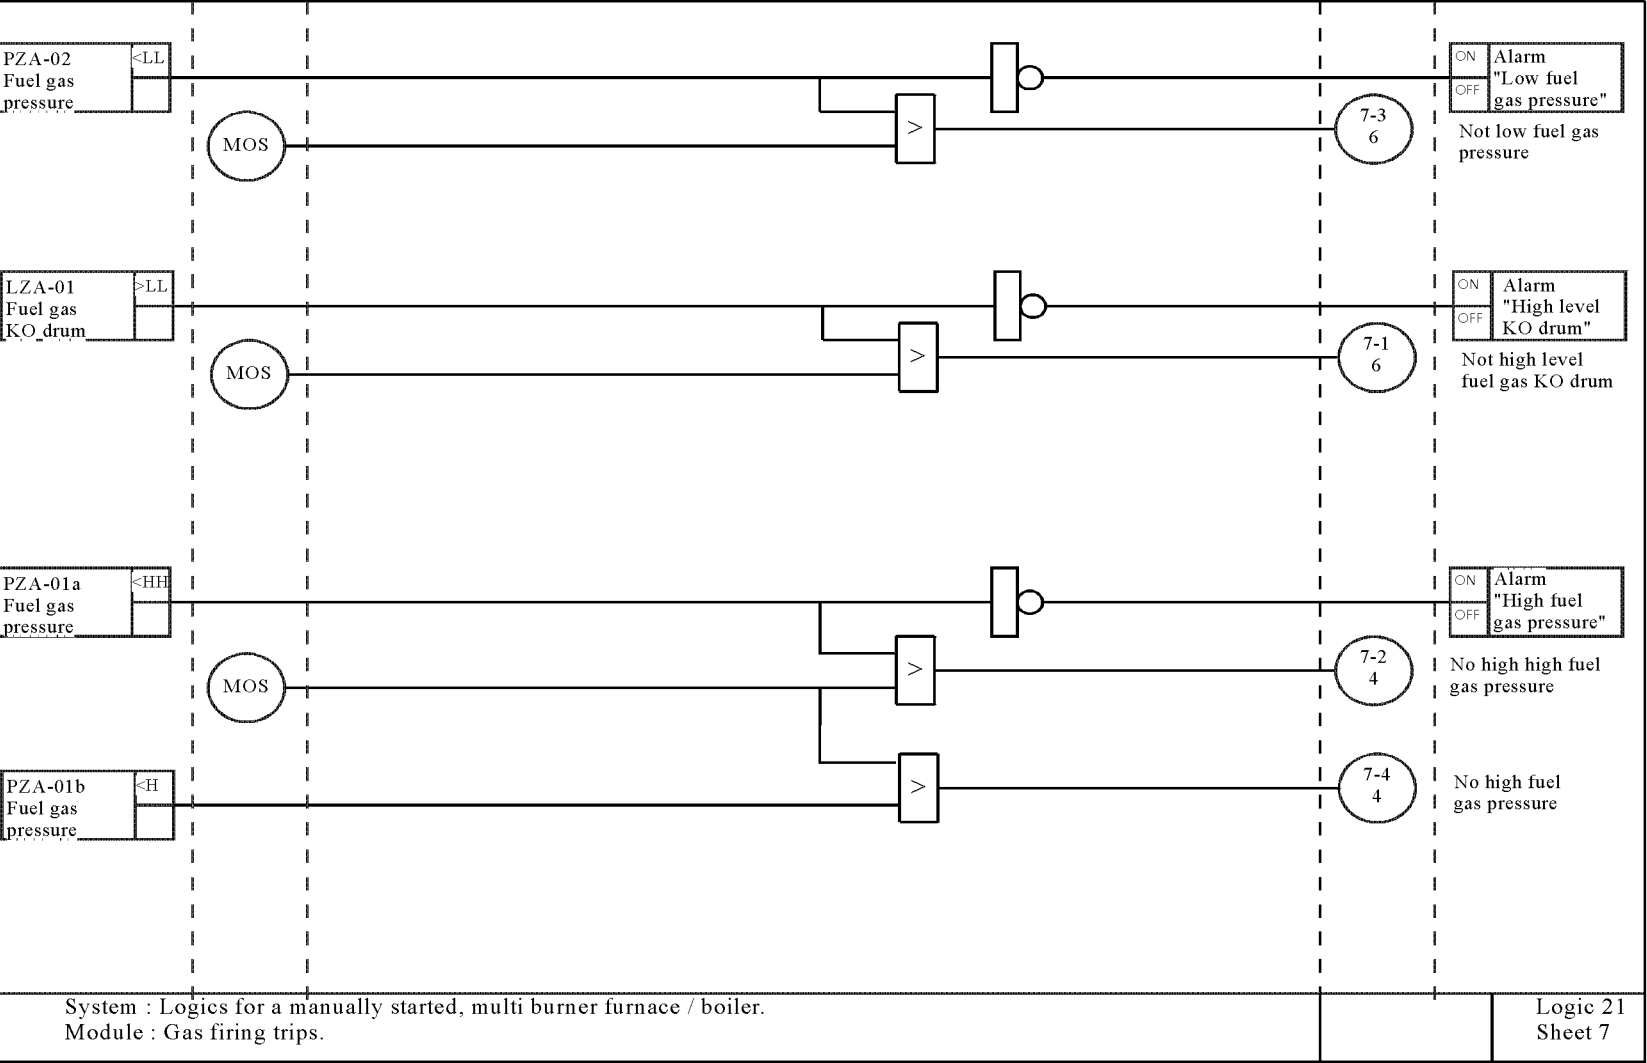 PZA-02
Fuel gas
pressure
<LL
MOS
>
7-3
6
ON
OFF
Alarm
"Low fuel
gas pressure"
Not low fuel gas
pressure
LZA-01
Fuel gas
KO drum
>LL
MOS
>
7-1
6
ON
OFF
Alarm
"High level
KO drum"
Not high level
fuel gas KO drum
PZA-01a
Fuel gas
pressure
<HH
MOS
>
7-2
4
ON
OFF
Alarm
"High fuel
gas pressure"
No high high fuel
gas pressure
PZA-01b
Fuel gas
pressure
<H
>
7-4
4
No high fuel
gas pressure
System : Logics for a manually started, multi burner furnace / boiler.
Module : Gas firing trips.
Logic 21
Sheet 7